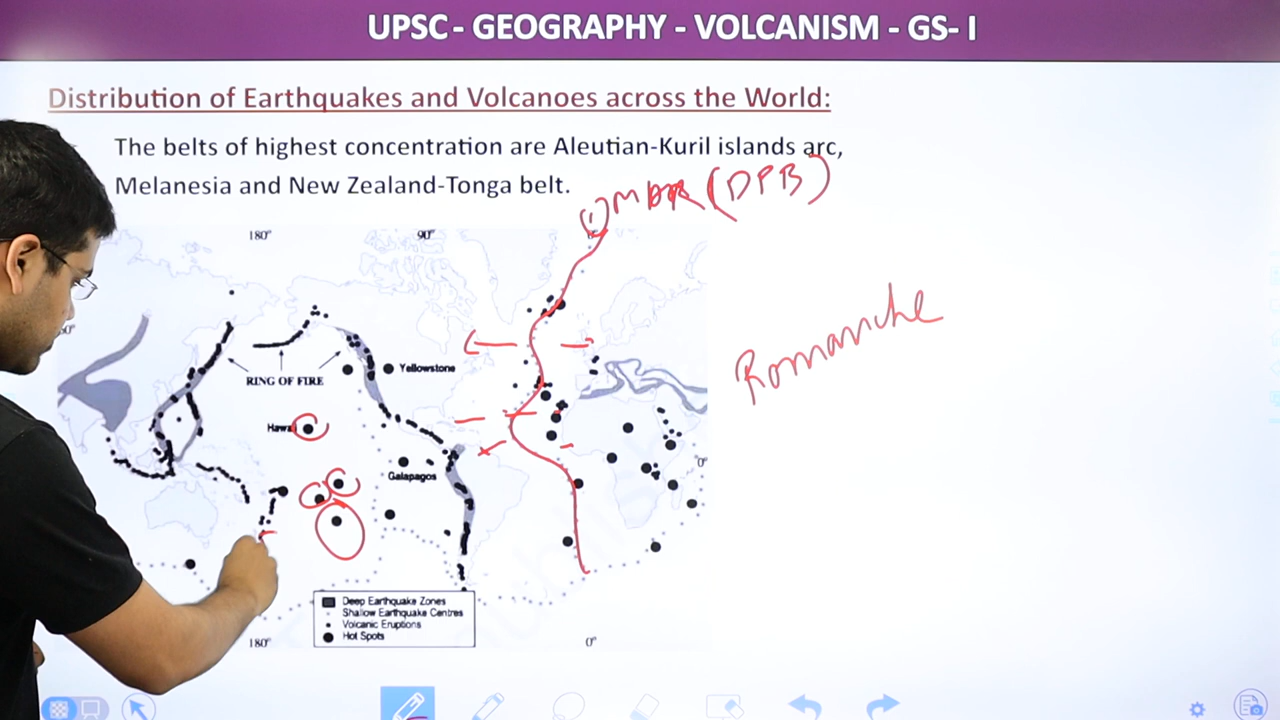 UPSC - GEOGRAPHY - VOLCANISM - GS- I
Distribution of Earthquakes and Volcanoes across the World:
The belts of highest concentration are Aleutian-Kuril islands arc,
Melanesia and New Zealand-Tonga belt.
(1) (DPB)
180° 90°
Romanche
RING OF FIRE
Yellowstone
Galapagos
0°
Deep Earthquake Zones
Shallow Earthquake Centres
Volcanic Eruptions
Hot Spots
180° 0°